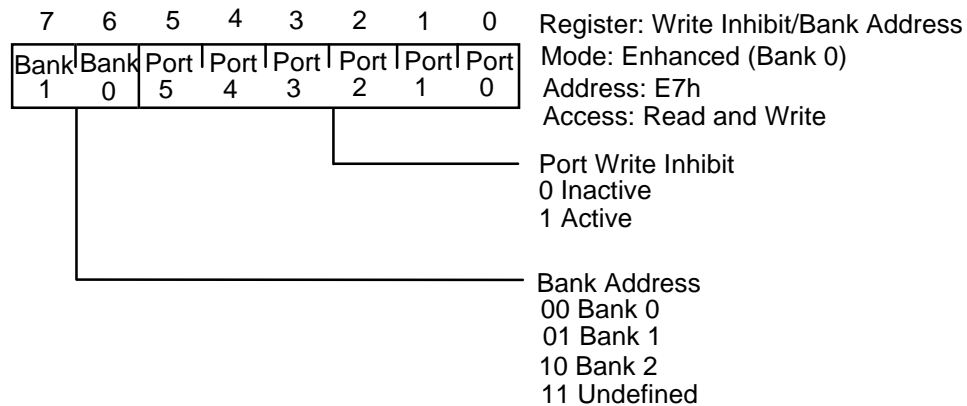 7 6 5 4 3 2 1 0
Bank Bank Port Port Port Port Port Port
1 0 5 4 3 2 1 0
Register: Write Inhibit/Bank Address
Mode: Enhanced (Bank 0)
Address: E7h
Access: Read and Write
Port Write Inhibit
0 Inactive
1 Active
Bank Address
00 Bank 0
01 Bank 1
10 Bank 2
11 Undefined